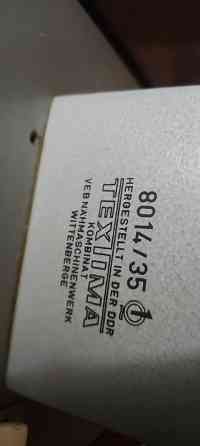 8014/35
HERGESTELLT IN DER DDR
TEXTIMA
KOMBINAT
VEB NÄHMASCHINENWERK
WITTENBERGE